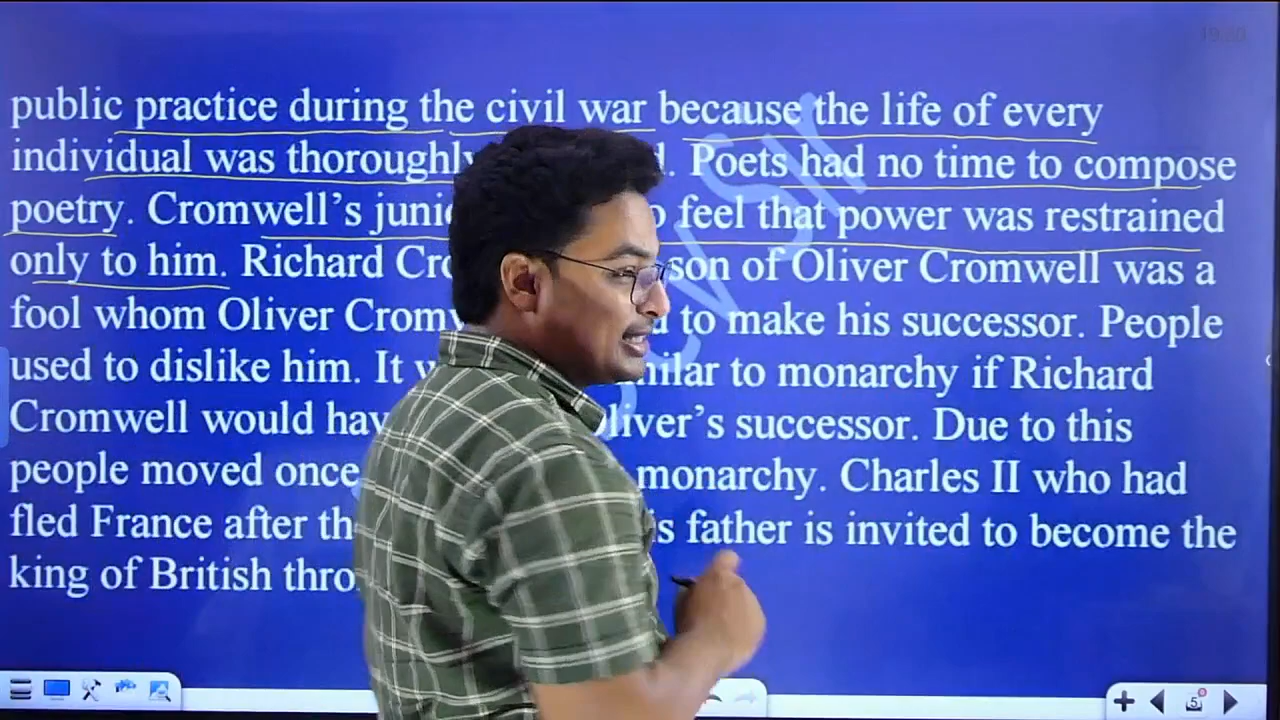 public practice during the civil war because the life of every
individual was thoroughly Poets had no time to compose
poetry. Cromwell's feel that power was restrained
only to him. Richard son of Oliver Cromwell was a
fool whom Oliver to make his successor. People
used to dislike him. It to monarchy if Richard
Cromwell would successor. Due to this
people moved once monarchy. Charles II who had
fled France after father is invited to become the
king of British
Sir